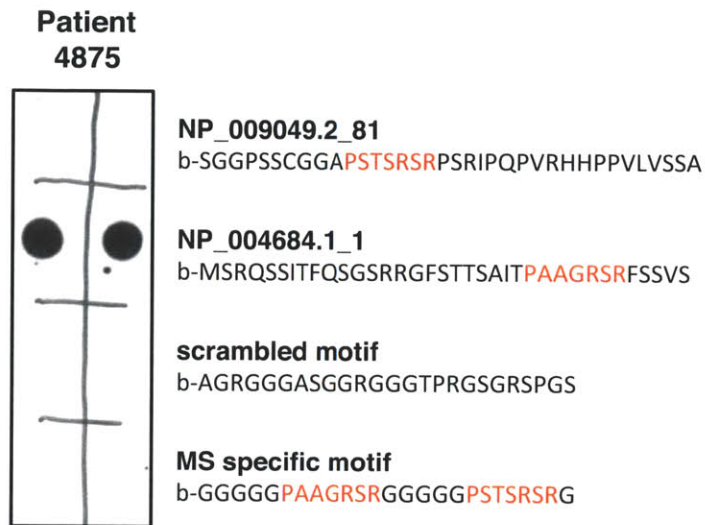 Patient
4875
NP_009049.2_81
b-SGGPSSCGGAPSTSRSRPSRIPQPVRHHPPVLVSSA
NP_004684.1_1
b-MSRQSSITFQSGSRRGFSTTSAITPAAGRSRFSSVS
scrambled motif
b-AGRGGGASGGRGGGTPRGSGRSPGS
MS specific motif
b-GGGGGPAAGRSRGGGGGPSTSRSRG